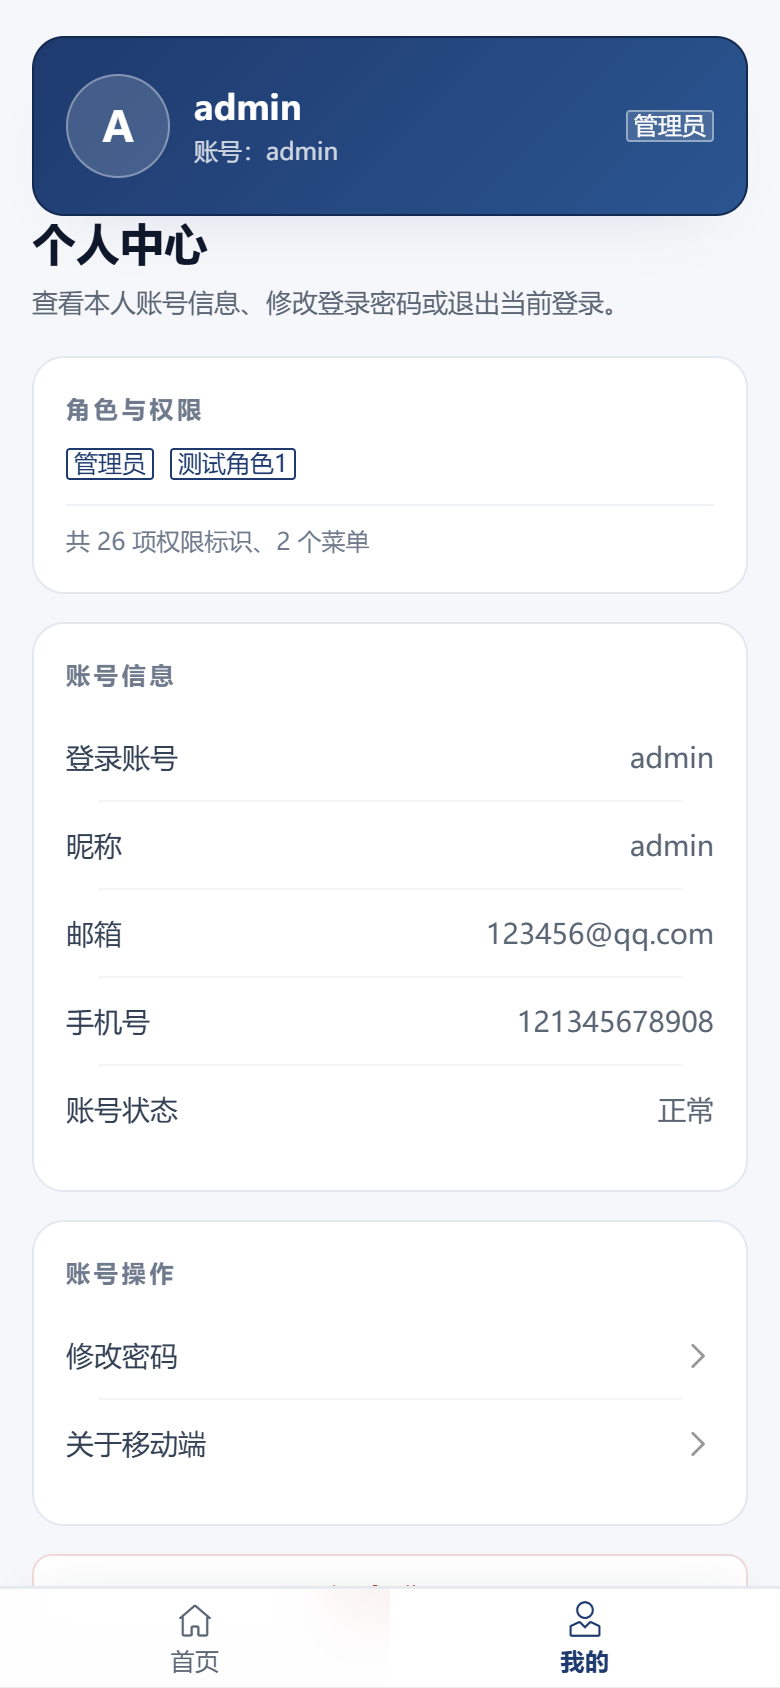 A
admin
账号：admin
管理员
个人中心
查看本人账号信息、修改登录密码或退出当前登录。
角色与权限
管理员 测试角色1
共 26 项权限标识、2 个菜单
账号信息
登录账号 admin
昵称 admin
邮箱 123456@qq.com
手机号 121345678908
账号状态 正常
账号操作
修改密码
关于移动端
首页 我的